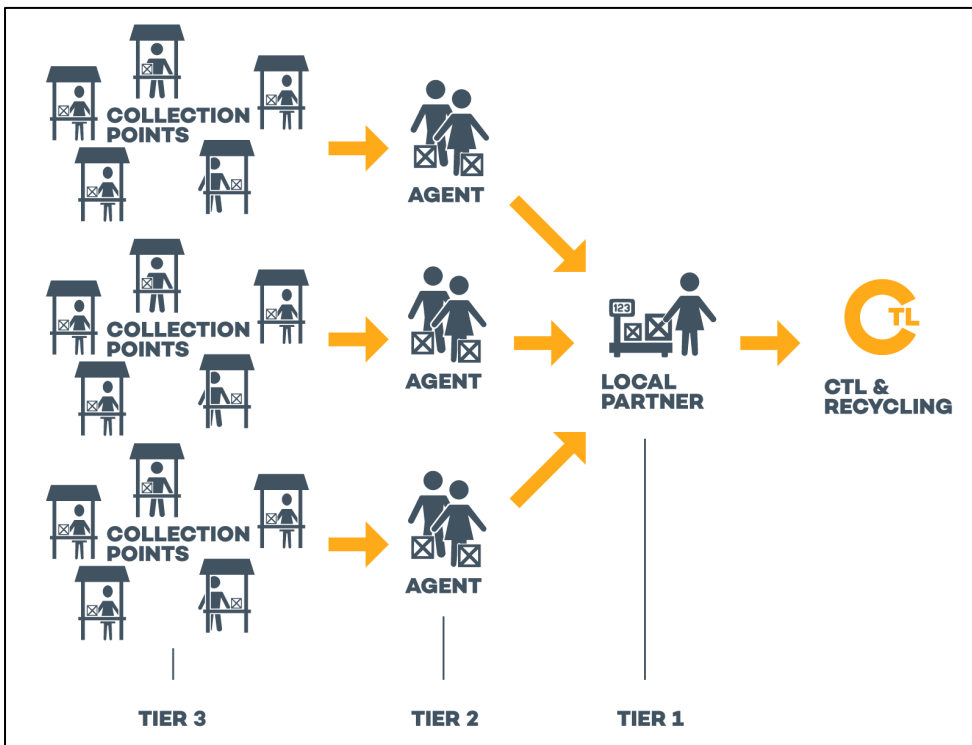 COLLECTION
POINTS
AGENT
COLLECTION
POINTS
AGENT
123
LOCAL
PARTNER
TL
CTL &
RECYCLING
COLLECTION
POINTS
AGENT
TIER 3
TIER 2
TIER 1